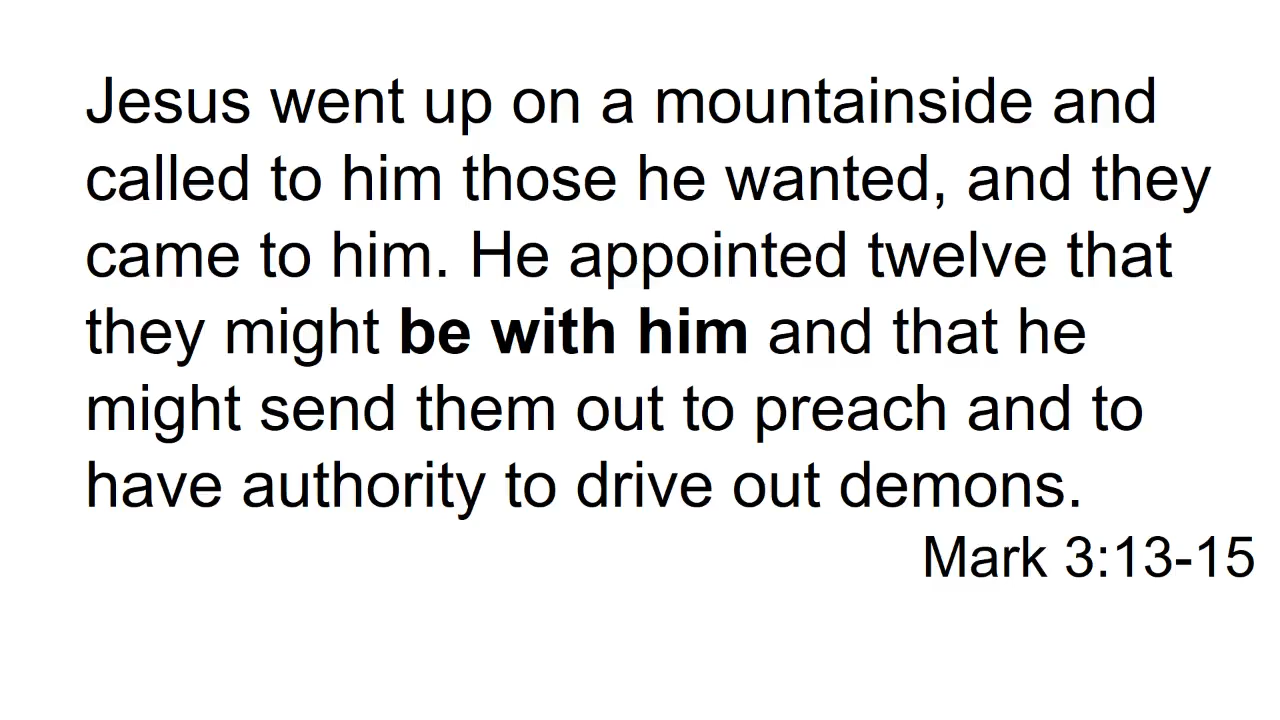 Jesus went up on a mountainside and
called to him those he wanted, and they
came to him. He appointed twelve that
they might be with him and that he
might send them out to preach and to
have authority to drive out demons.
Mark 3:13-15